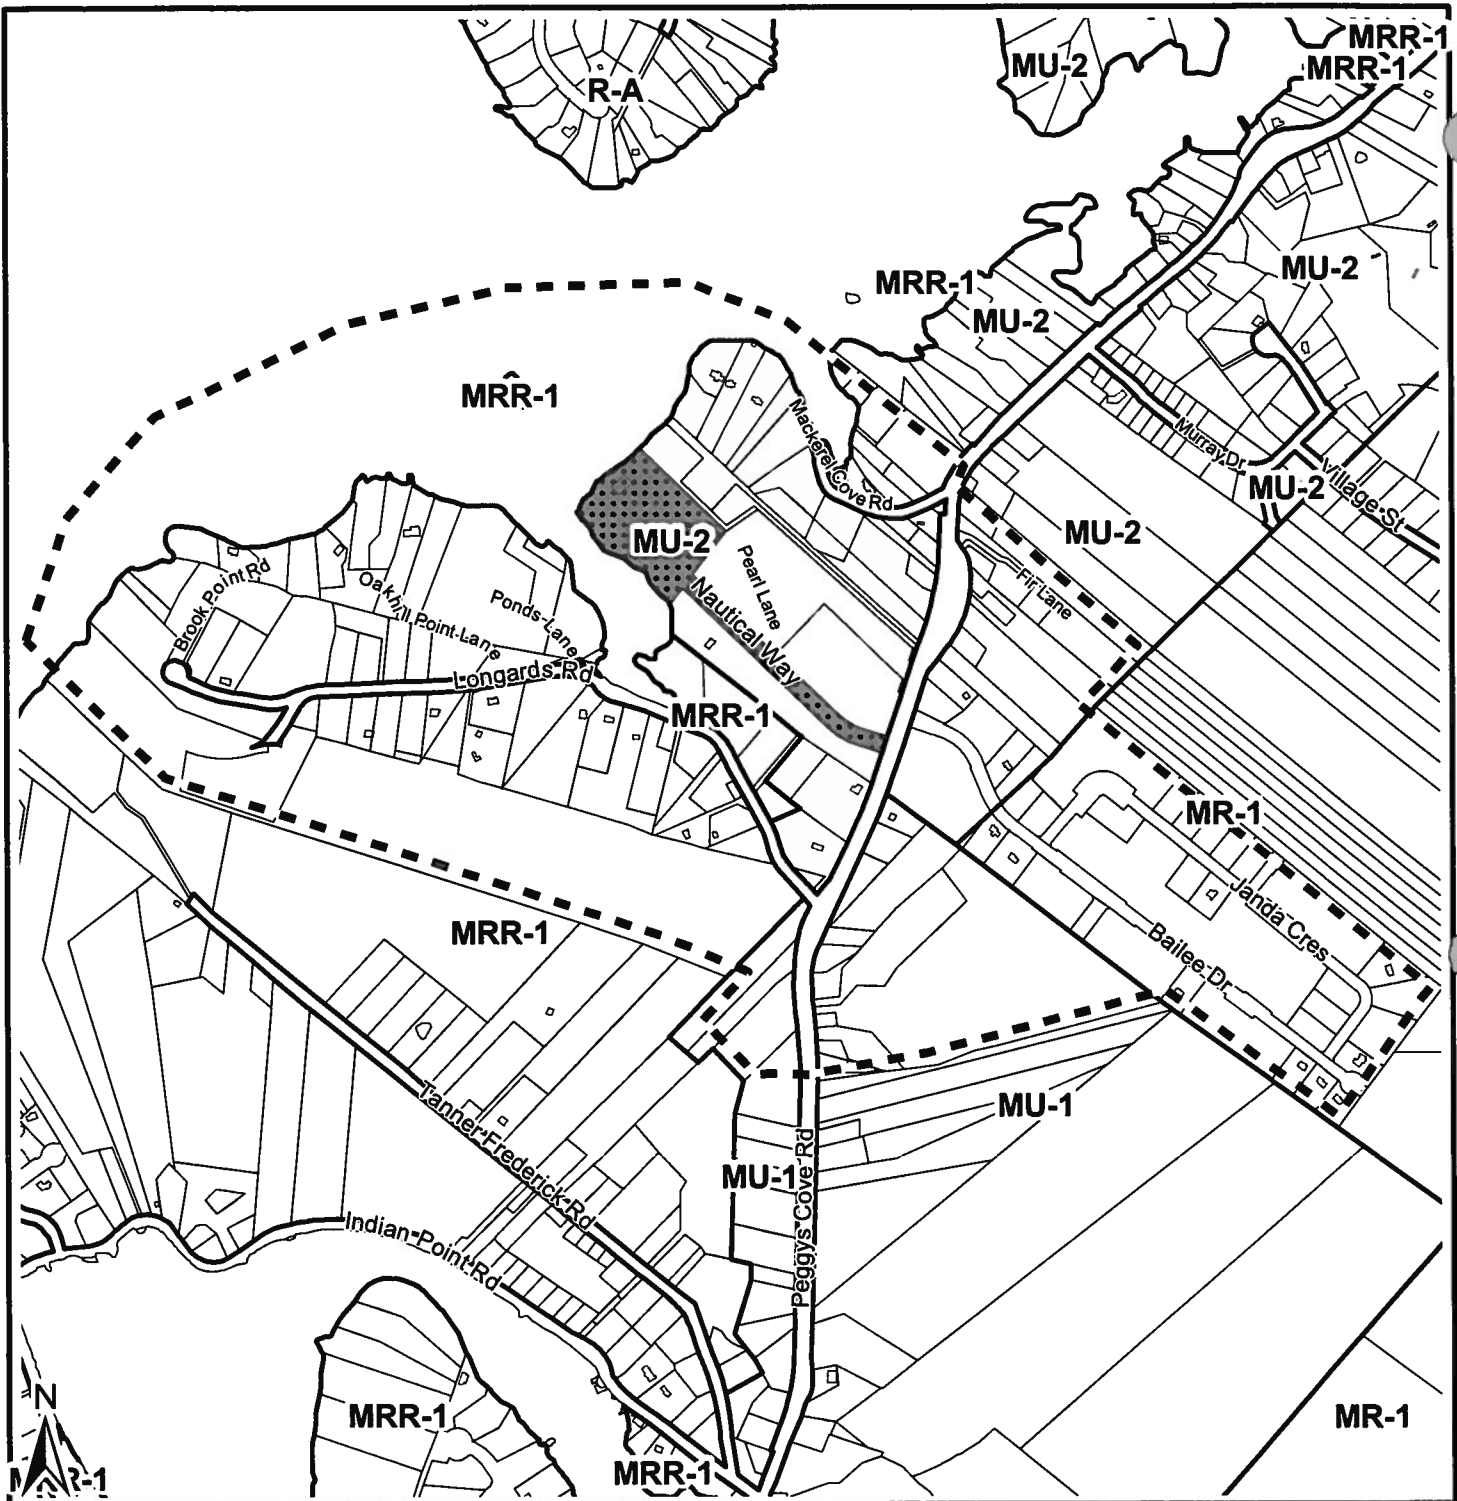 MRR-1
MRR-1
MU-2
R-A
MU-2
MRR-1
MU-2
MRR-1
Mackerel Cove Rd
Murray Dr
Village St
MU-2
MU-2
MU-2
Pearl Lane
Fir Lane
Nautical Way
Brook Point Rd
Oakhill Point Lane
Ponds Lane
Longards Rd
MRR-1
MR-1
Janda Cres
Bailee Dr
MRR-1
MU-1
Tanner Frederick Rd
MU-1
Peggys Cove Rd
Indian Point Rd
N
MRR-1
MR-1
MRR-1